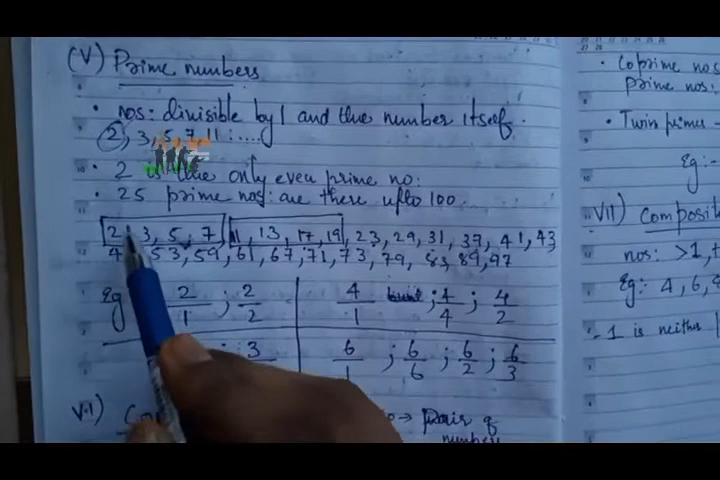 (V) Prime numbers
• nos: divisible by 1 and the number itself.
2, 3, 5, 7, 11 :....}
• 2 is the only even prime no:
• 25 prime nos: are there upto 100.
2, 3, 5, 7, 11, 13, 17, 19, 23, 29, 31, 37, 41, 43,
53, 59, 61, 67, 71, 73, 79, 83, 89, 97
Eg 2/1 ; 2/2
4/1 ; 4/4 ; 4/2
3
6/1 ; 6/6 ; 6/2 ; 6/3
→ Pair of
number
• Coprime nos
prime nos:
• Twin primes -
Eg:-
VII) Composit
nos: >1, t
Eg:- 4, 6,
- 1 is neither